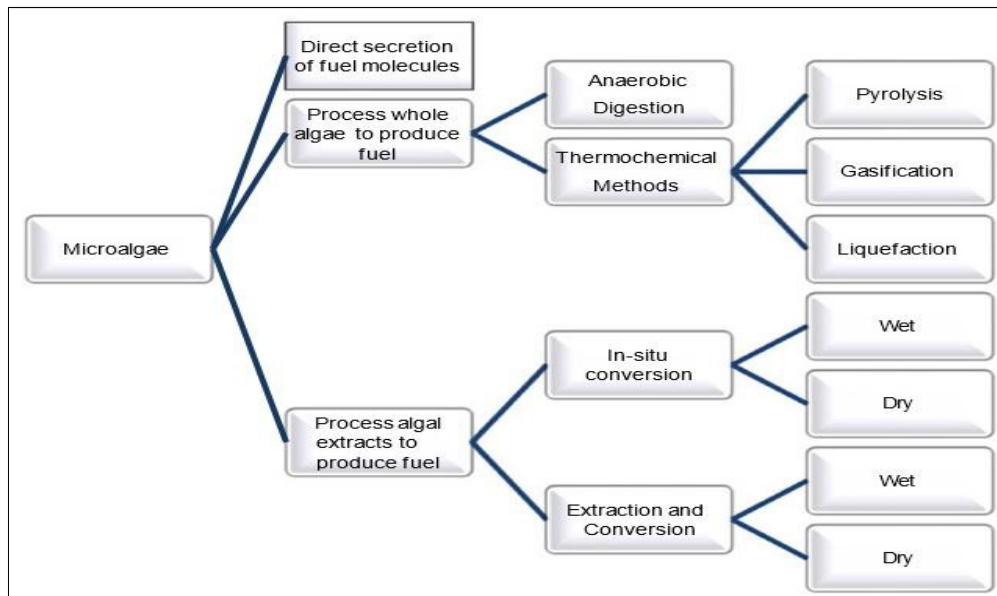 Direct secretion
of fuel molecules
Process whole
algae to produce
fuel
Anaerobic
Digestion
Thermochemical
Methods
Pyrolysis
Gasification
Liquefaction
Microalgae
Process algal
extracts to
produce fuel
In-situ
conversion
Wet
Dry
Extraction and
Conversion
Wet
Dry